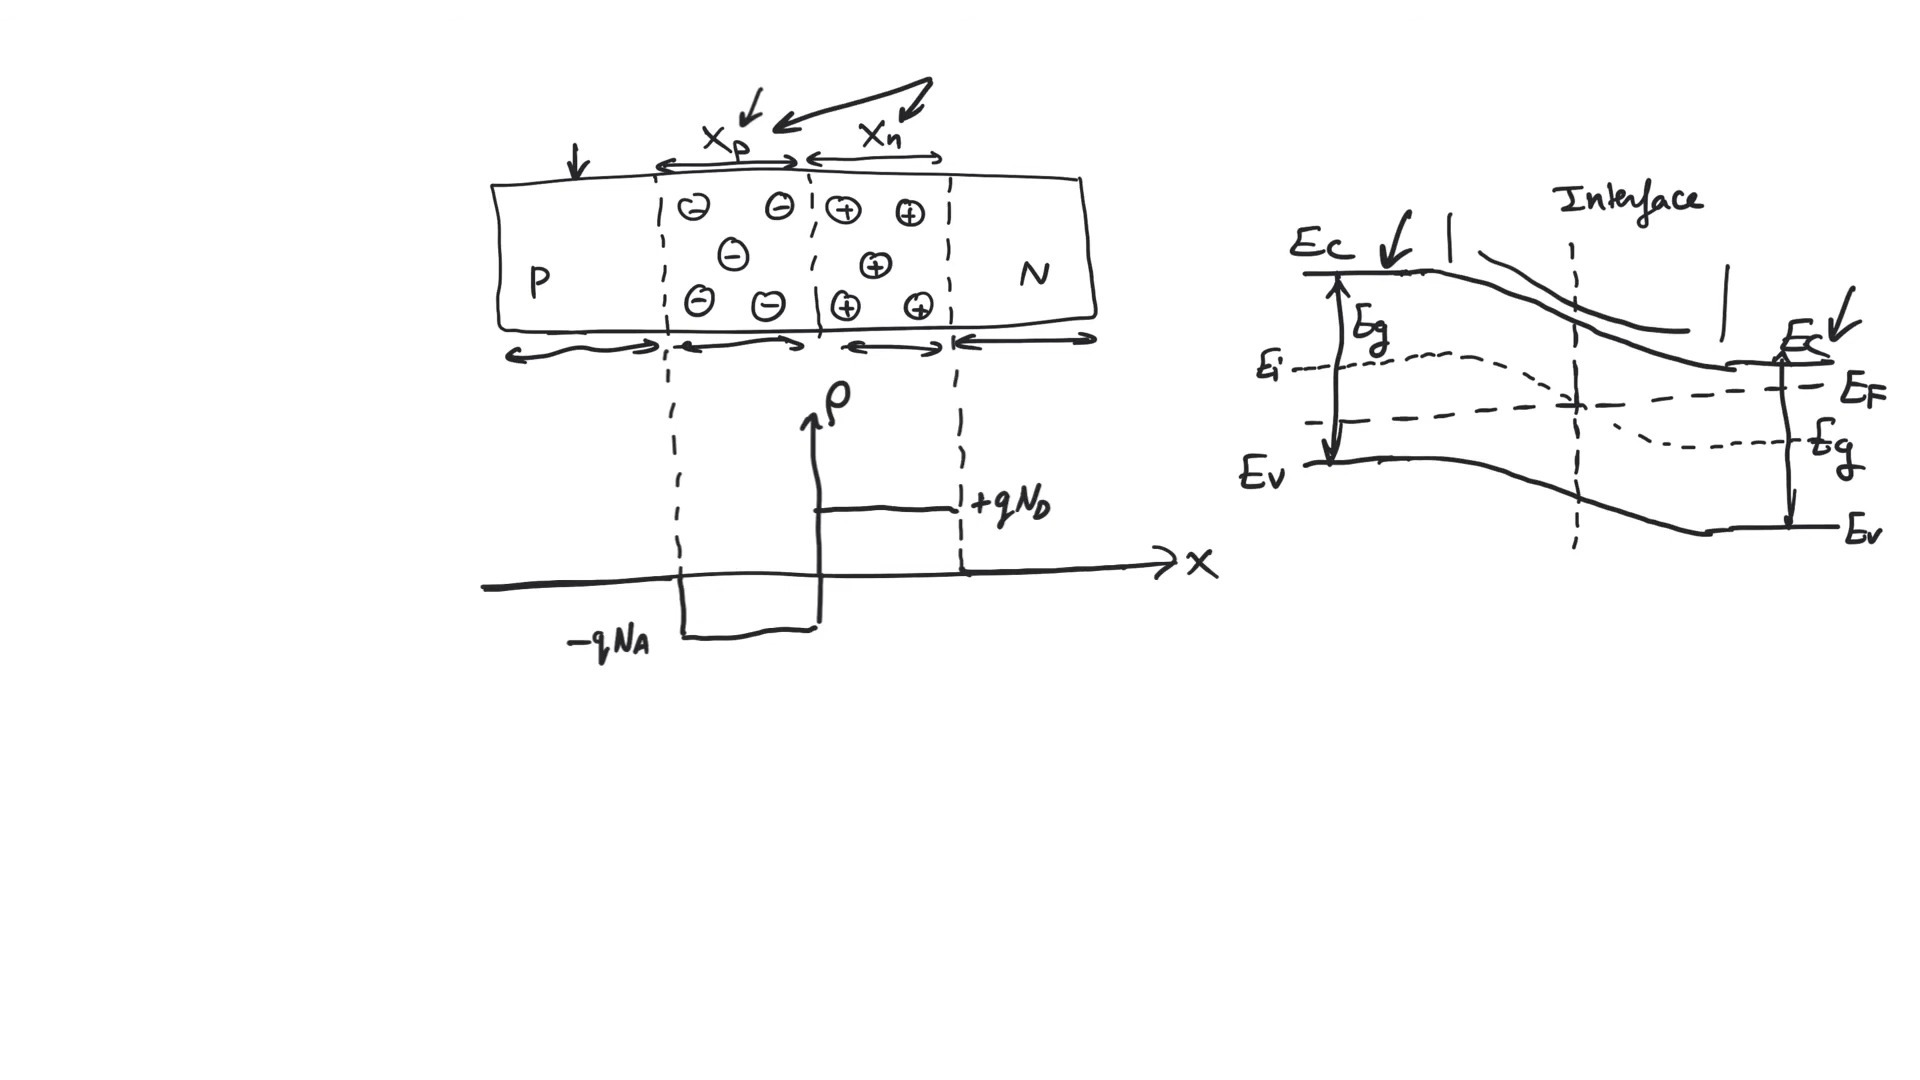 Xp Xn
P N
⊖ ⊖ ⊕ ⊕
⊖ ⊕
⊖ ⊖ ⊕ ⊕
ρ
+qND
X
-qNA
Interface
Ec
Eg
Ec
Ei
EF
Eg
Ev
Ev